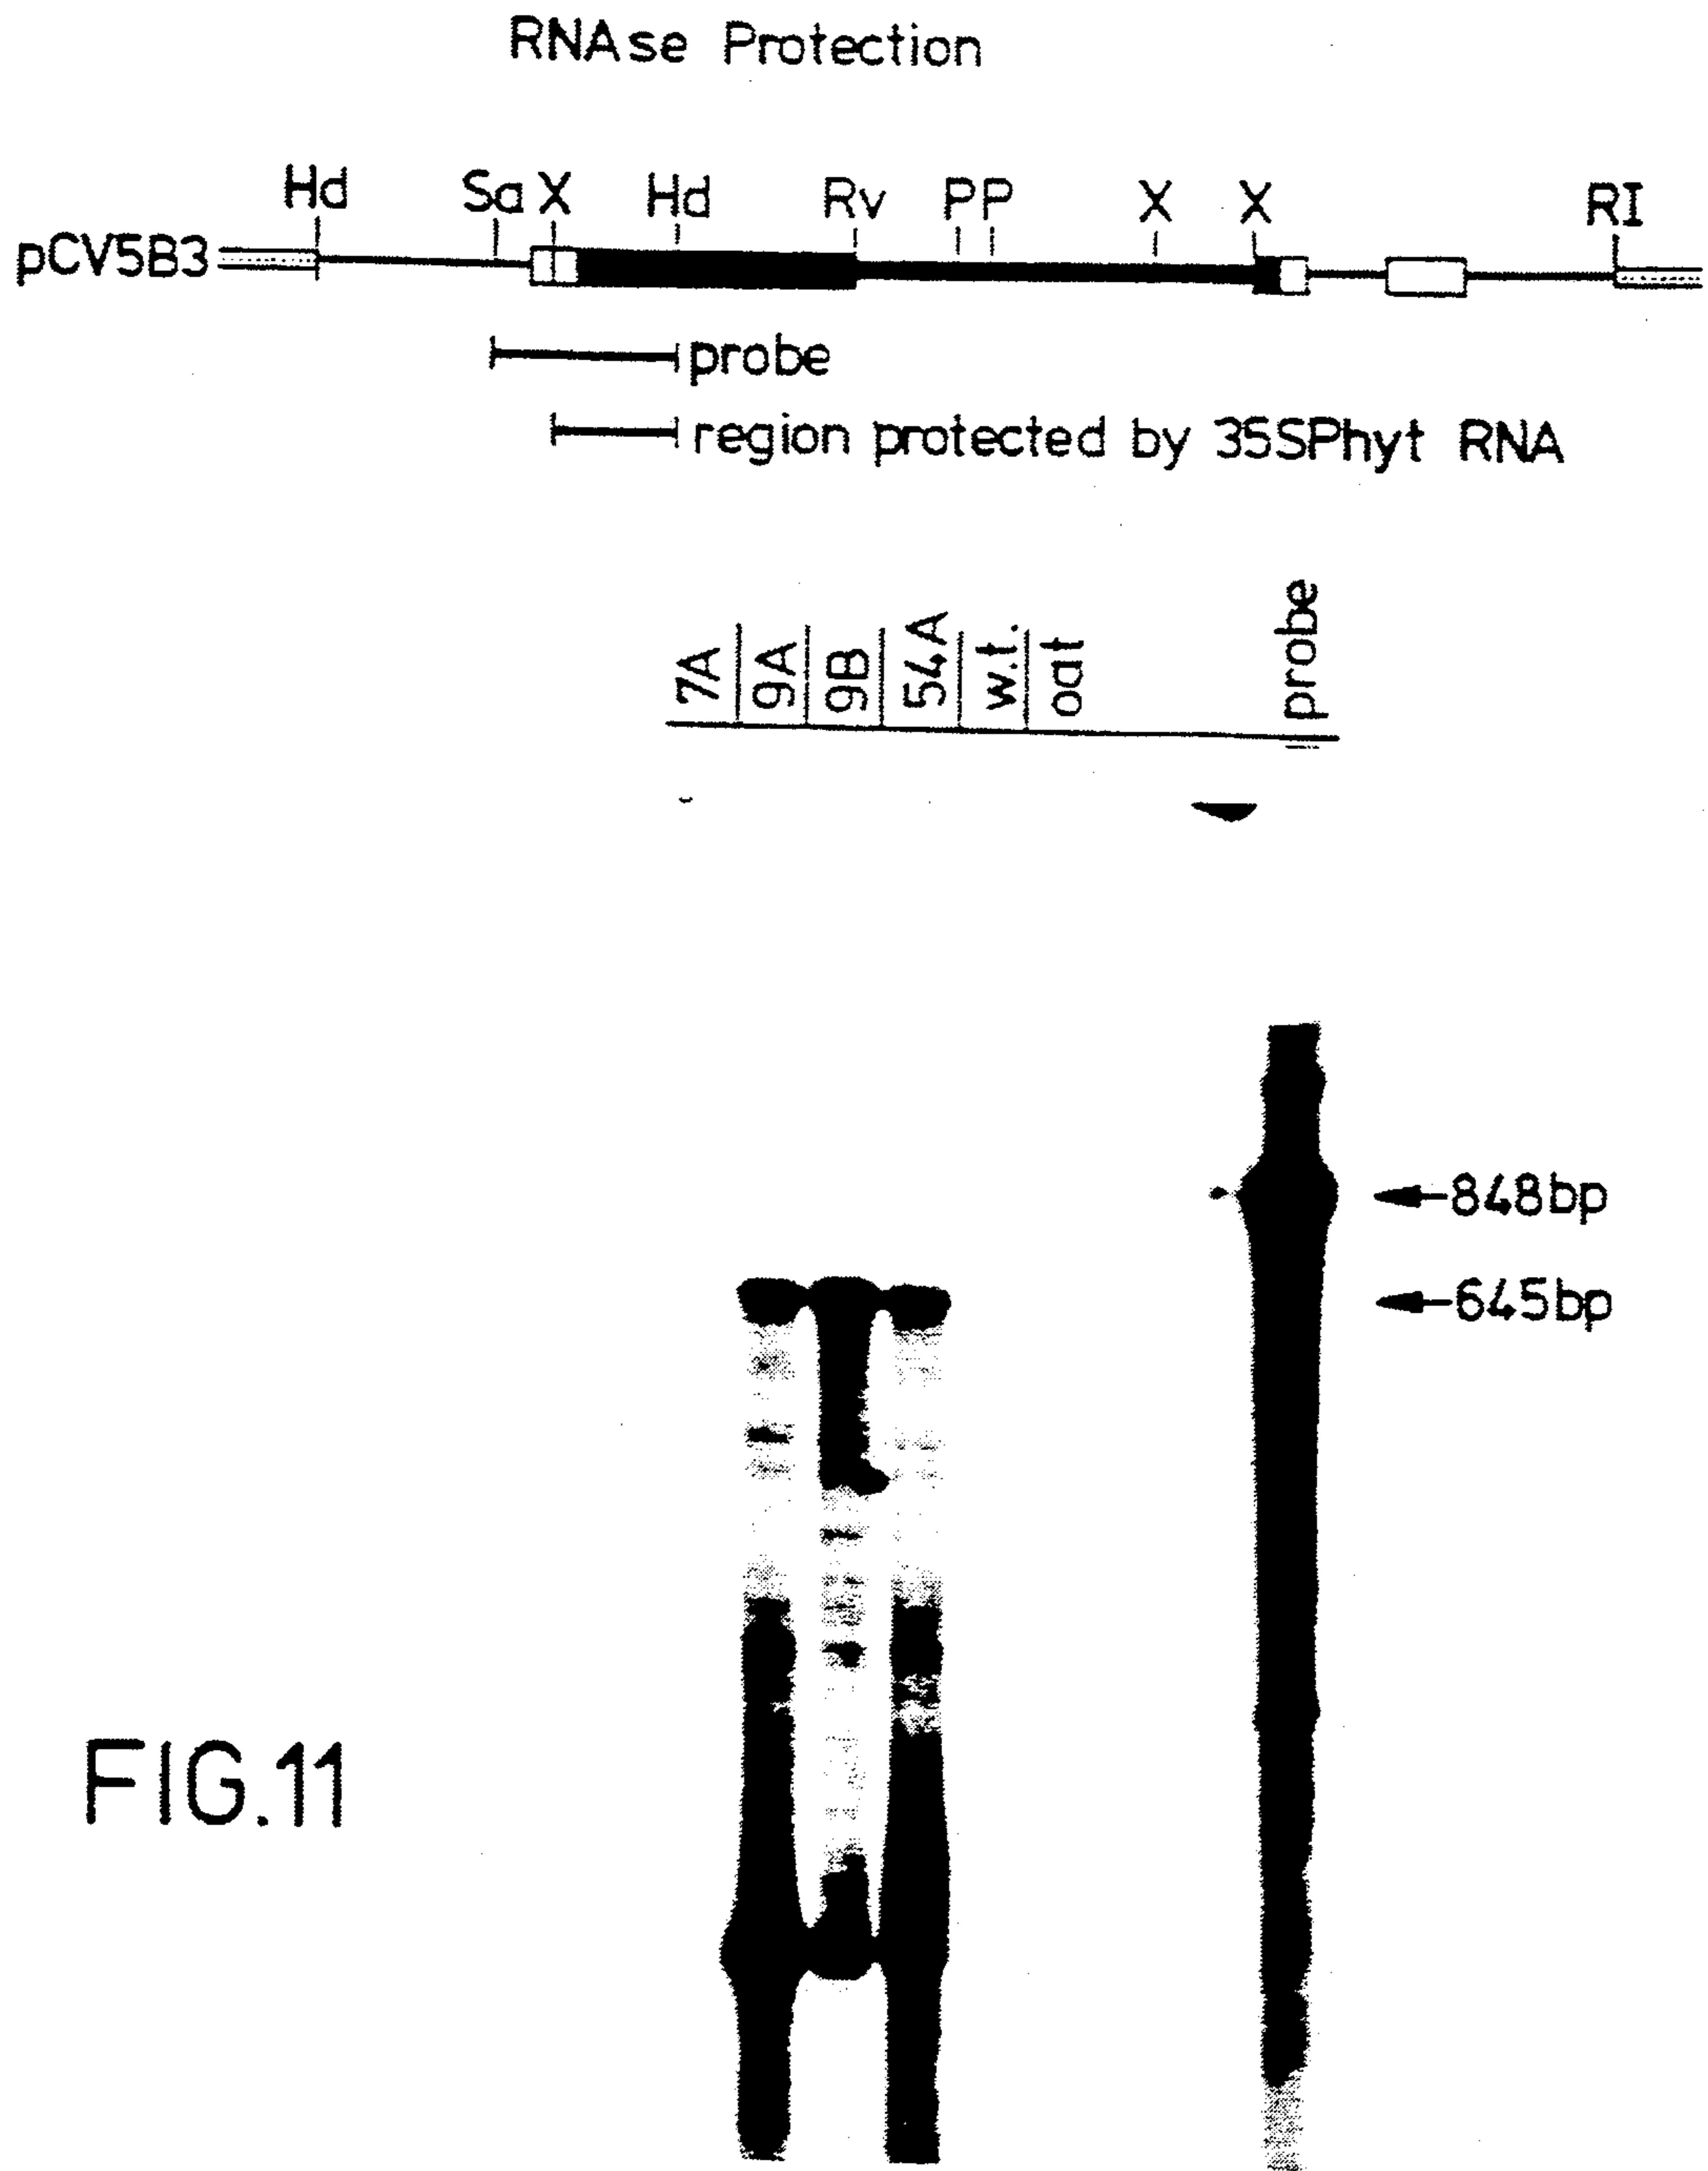 RNAse Protection
Hd Sa X Hd Rv PP X X RI
pCV5B3
probe
region protected by 35SPhyt RNA
7A 9A 9B 54A w.t. oat probe
848bp
645bp
FIG.11